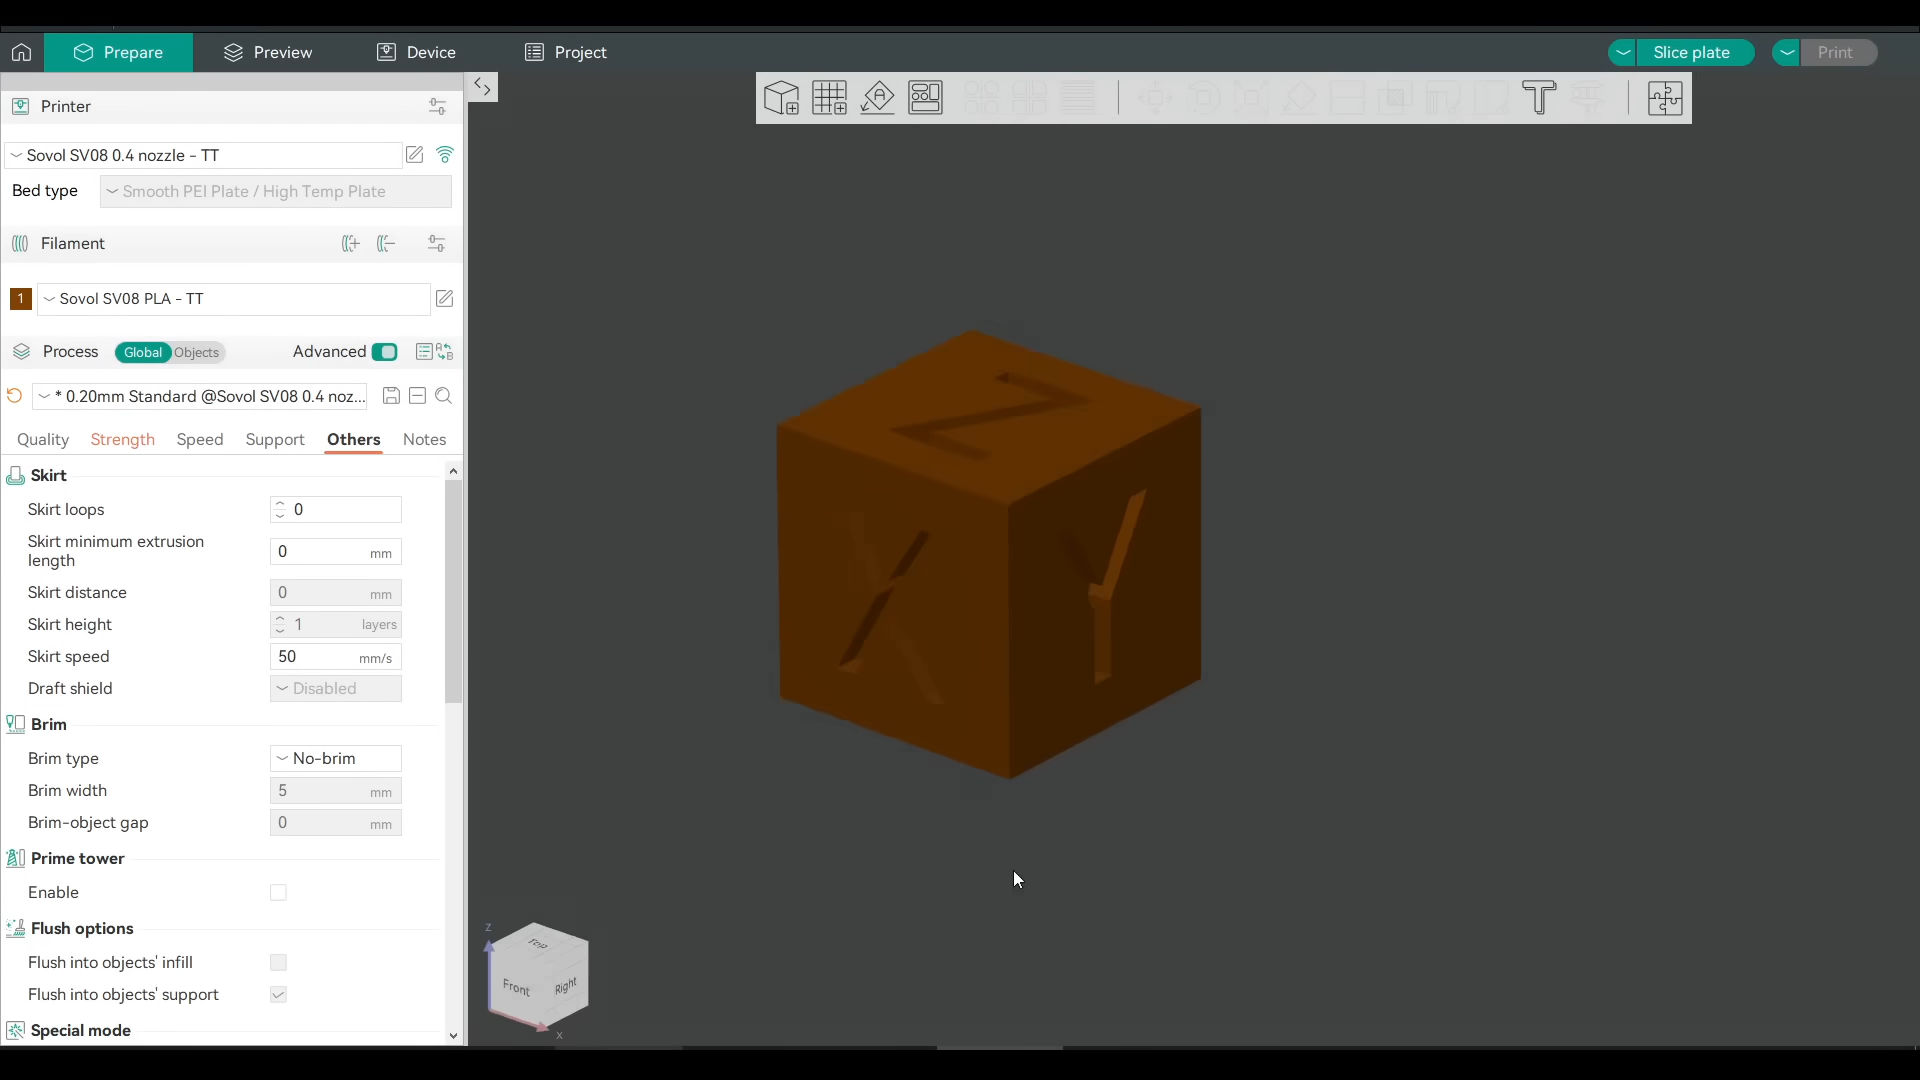 Prepare Preview Device Project Slice plate Print
Printer
Sovol SV08 0.4 nozzle - TT
Bed type Smooth PEI Plate / High Temp Plate
Filament
1 Sovol SV08 PLA - TT
Process Global Objects Advanced
* 0.20mm Standard @Sovol SV08 0.4 noz...
Quality Strength Speed Support Others Notes
Skirt
Skirt loops 0
Skirt minimum extrusion
length 0 mm
Skirt distance 0 mm
Skirt height 1 layers
Skirt speed 50 mm/s
Draft shield Disabled
Brim
Brim type No-brim
Brim width 5 mm
Brim-object gap 0 mm
Prime tower
Enable
Flush options
Flush into objects' infill
Flush into objects' support
Special mode
Z
X Y
Z
Top
Front Right
X